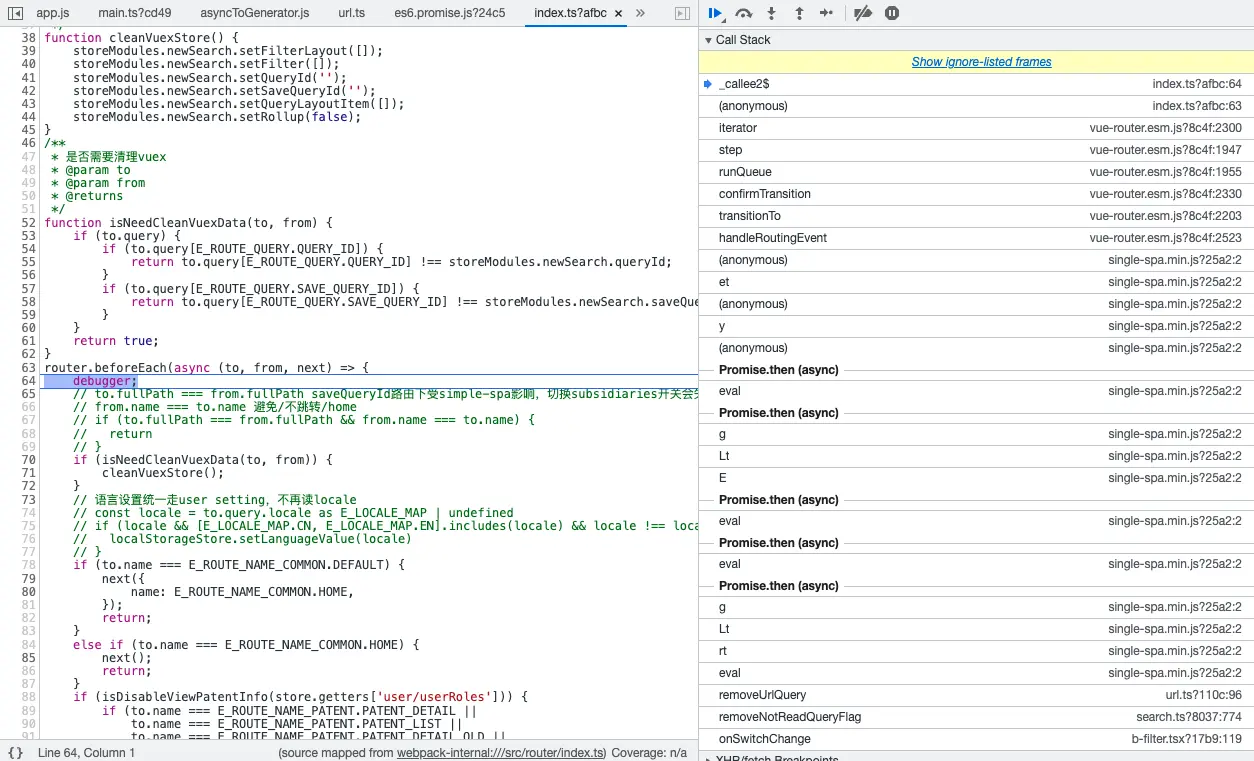 app.js main.ts?cd49 asyncToGenerator.js url.ts es6.promise.js?24c5 index.ts?afbc × »
38 function cleanVuexStore() {
39 storeModules.newSearch.setFilterLayout([]);
40 storeModules.newSearch.setFilter([]);
41 storeModules.newSearch.setQueryId('');
42 storeModules.newSearch.setSaveQueryId('');
43 storeModules.newSearch.setQueryLayoutItem([]);
44 storeModules.newSearch.setRollup(false);
45 }
46 /**
47 * 是否需要清理vuex
48 * @param to
49 * @param from
50 * @returns
51 */
52 function isNeedCleanVuexData(to, from) {
53 if (to.query) {
54 if (to.query[E_ROUTE_QUERY.QUERY_ID]) {
55 return to.query[E_ROUTE_QUERY.QUERY_ID] !== storeModules.newSearch.queryId;
56 }
57 if (to.query[E_ROUTE_QUERY.SAVE_QUERY_ID]) {
58 return to.query[E_ROUTE_QUERY.SAVE_QUERY_ID] !== storeModules.newSearch.saveQue
59 }
60 }
61 return true;
62 }
63 router.beforeEach(async (to, from, next) => {
64 debugger;
65 // to.fullPath === from.fullPath saveQueryId路由下受simple-spa影响，切换subsidiaries开关会
66 // from.name === to.name 避免/不跳转/home
67 // if (to.fullPath === from.fullPath && from.name === to.name) {
68 // return
69 // }
70 if (isNeedCleanVuexData(to, from)) {
71 cleanVuexStore();
72 }
73 // 语言设置统一走user setting，不再读locale
74 // const locale = to.query.locale as E_LOCALE_MAP | undefined
75 // if (locale && [E_LOCALE_MAP.CN, E_LOCALE_MAP.EN].includes(locale) && locale !== loca
76 // localStorageStore.setLanguageValue(locale)
77 // }
78 if (to.name === E_ROUTE_NAME_COMMON.DEFAULT) {
79 next({
80 name: E_ROUTE_NAME_COMMON.HOME,
81 });
82 return;
83 }
84 else if (to.name === E_ROUTE_NAME_COMMON.HOME) {
85 next();
86 return;
87 }
88 if (isDisableViewPatentInfo(store.getters['user/userRoles'])) {
89 if (to.name === E_ROUTE_NAME_PATENT.PATENT_DETAIL ||
90 to.name === E_ROUTE_NAME_PATENT.PATENT_LIST ||
91 to.name === E_ROUTE_NAME_PATENT.PATENT_DETAIL_OLD ||
{} Line 64, Column 1 (source mapped from webpack-internal:///src/router/index.ts) Coverage: n/a
Call Stack
Show ignore-listed frames
_callee2$ index.ts?afbc:64
(anonymous) index.ts?afbc:63
iterator vue-router.esm.js?8c4f:2300
step vue-router.esm.js?8c4f:1947
runQueue vue-router.esm.js?8c4f:1955
confirmTransition vue-router.esm.js?8c4f:2330
transitionTo vue-router.esm.js?8c4f:2203
handleRoutingEvent vue-router.esm.js?8c4f:2523
(anonymous) single-spa.min.js?25a2:2
et single-spa.min.js?25a2:2
(anonymous) single-spa.min.js?25a2:2
y single-spa.min.js?25a2:2
(anonymous) single-spa.min.js?25a2:2
Promise.then (async)
eval single-spa.min.js?25a2:2
Promise.then (async)
g single-spa.min.js?25a2:2
Lt single-spa.min.js?25a2:2
E single-spa.min.js?25a2:2
Promise.then (async)
eval single-spa.min.js?25a2:2
Promise.then (async)
eval single-spa.min.js?25a2:2
Promise.then (async)
g single-spa.min.js?25a2:2
Lt single-spa.min.js?25a2:2
rt single-spa.min.js?25a2:2
eval single-spa.min.js?25a2:2
removeUrlQuery url.ts?110c:96
removeNotReadQueryFlag search.ts?8037:774
onSwitchChange b-filter.tsx?17b9:119
XHR/fetch Breakpoints